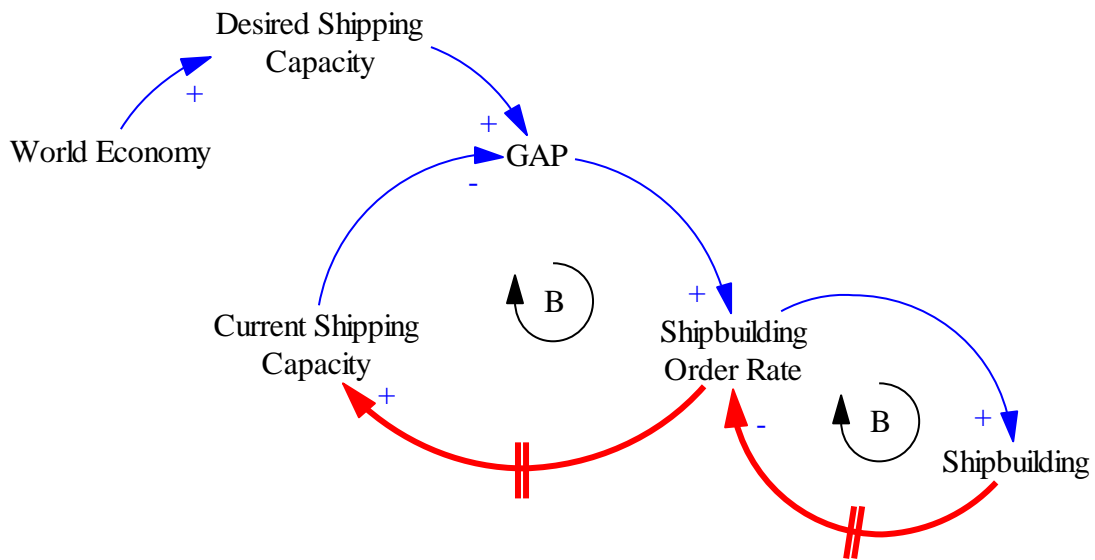 Desired Shipping
Capacity
+
World Economy
+
GAP
-
B
+
Current Shipping
Capacity
Shipbuilding
Order Rate
+
-
B
+
Shipbuilding